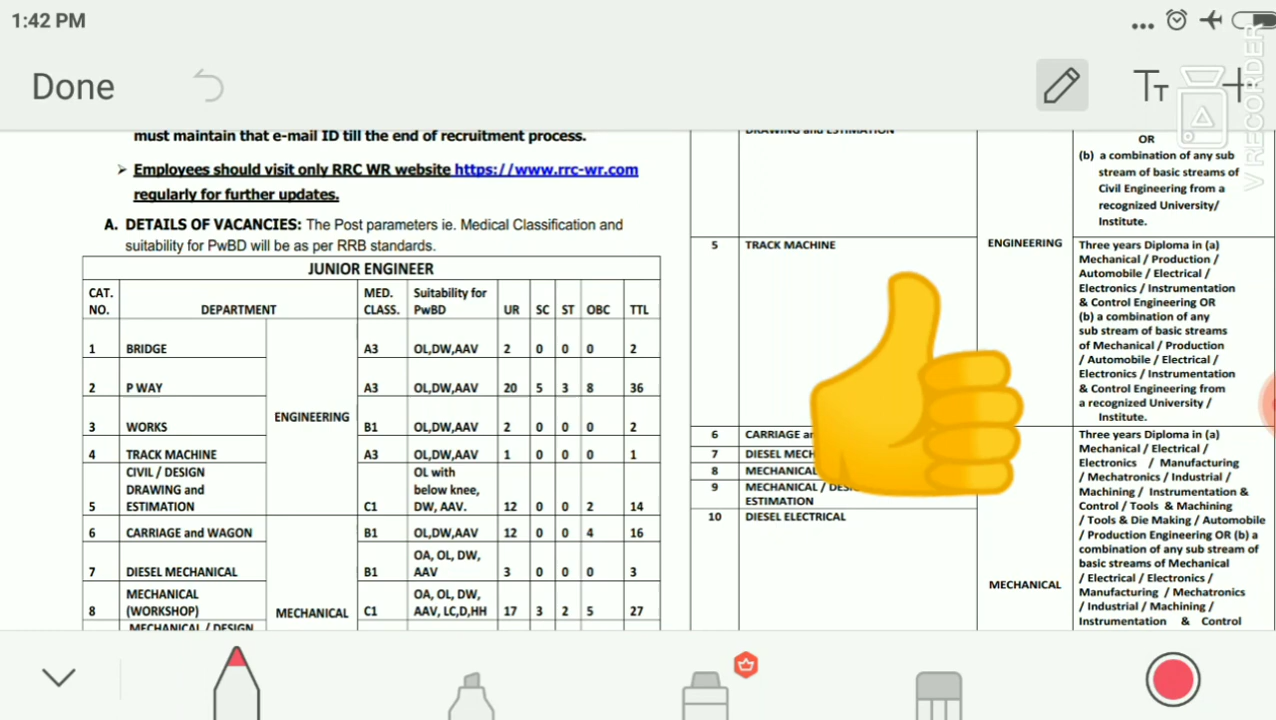 1:42 PM
Done
TT
V RECORDER
must maintain that e-mail ID till the end of recruitment process.
➢ Employees should visit only RRC WR website https://www.rrc-wr.com
regularly for further updates.
A. DETAILS OF VACANCIES: The Post parameters ie. Medical Classification and
suitability for PwBD will be as per RRB standards.
JUNIOR ENGINEER
CAT. NO. DEPARTMENT MED. CLASS. Suitability for PwBD UR SC ST OBC TTL
1 BRIDGE A3 OL,DW,AAV 2 0 0 0 2
2 P WAY A3 OL,DW,AAV 20 5 3 8 36
ENGINEERING
3 WORKS B1 OL,DW,AAV 2 0 0 0 2
4 TRACK MACHINE A3 OL,DW,AAV 1 0 0 0 1
CIVIL / DESIGN OL with
DRAWING and below knee,
5 ESTIMATION C1 DW, AAV. 12 0 0 2 14
6 CARRIAGE and WAGON B1 OL,DW,AAV 12 0 0 4 16
OA, OL, DW,
7 DIESEL MECHANICAL B1 AAV 3 0 0 0 3
MECHANICAL OA, OL, DW,
8 (WORKSHOP) MECHANICAL C1 AAV, LC,D,HH 17 3 2 5 27
MECHANICAL / DESIGN
DRAWING and ESTIMATION
OR
(b) a combination of any sub
stream of basic streams of
Civil Engineering from a
recognized University/
Institute.
5 TRACK MACHINE ENGINEERING Three years Diploma in (a)
Mechanical / Production /
Automobile / Electrical /
Electronics / Instrumentation
& Control Engineering OR
(b) a combination of any
sub stream of basic streams
of Mechanical / Production
/ Automobile / Electrical /
Electronics / Instrumentation
& Control Engineering from
a recognized University /
Institute.
6 CARRIAGE
7 DIESEL
8 MECHANICAL
9 MECHANICAL /
ESTIMATION
10 DIESEL ELECTRICAL
MECHANICAL
Three years Diploma in (a)
Mechanical / Electrical /
Electronics / Manufacturing
/ Mechatronics / Industrial /
Machining / Instrumentation &
Control / Tools & Machining
/ Tools & Die Making / Automobile
/ Production Engineering OR (b) a
combination of any sub stream of
basic streams of Mechanical
/ Electrical / Electronics /
Manufacturing / Mechatronics
/ Industrial / Machining /
Instrumentation & Control